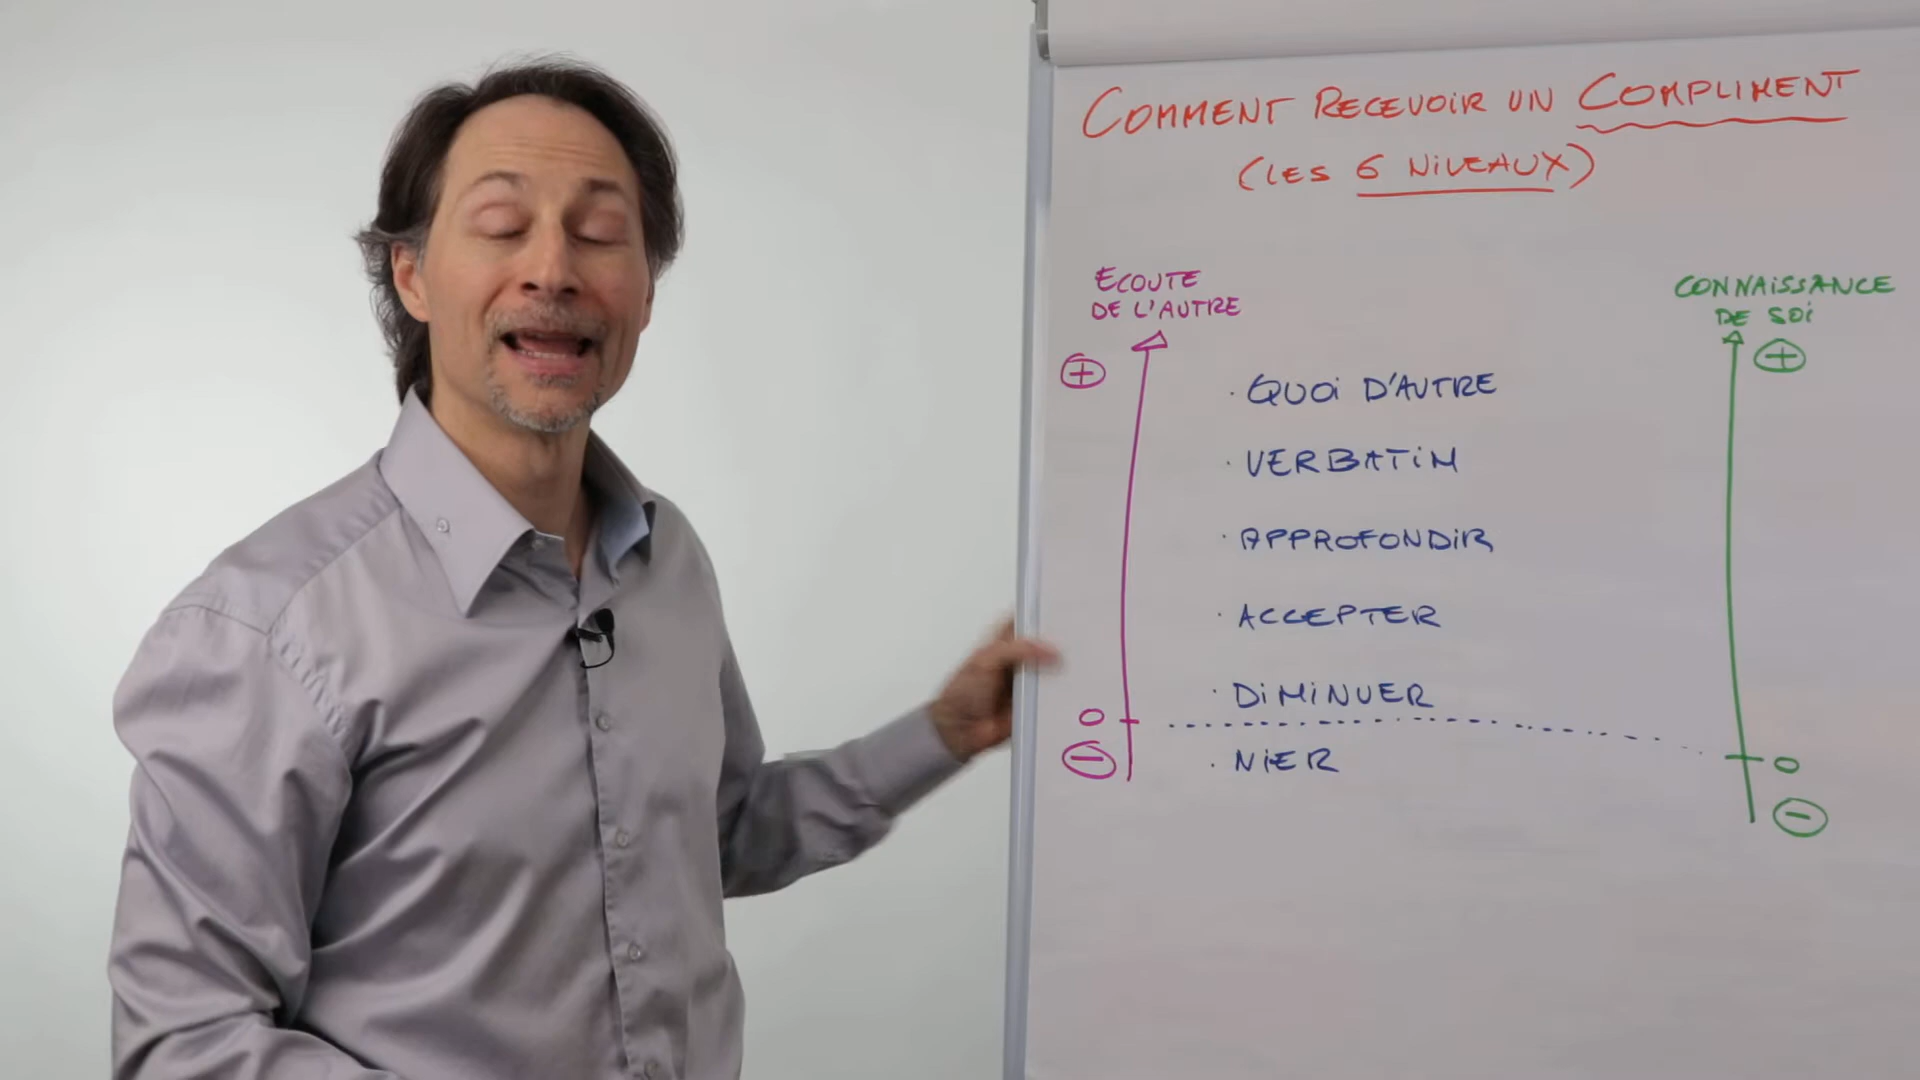 COMMENT RECEVOIR UN COMPLIMENT
(LES 6 NIVEAUX)
ECOUTE
DE L'AUTRE
CONNAISSANCE
DE SOI
+
+
· QUOI D'AUTRE
· VERBATIM
· APPROFONDIR
· ACCEPTER
· DIMINUER
0
0
-
· NIER
-